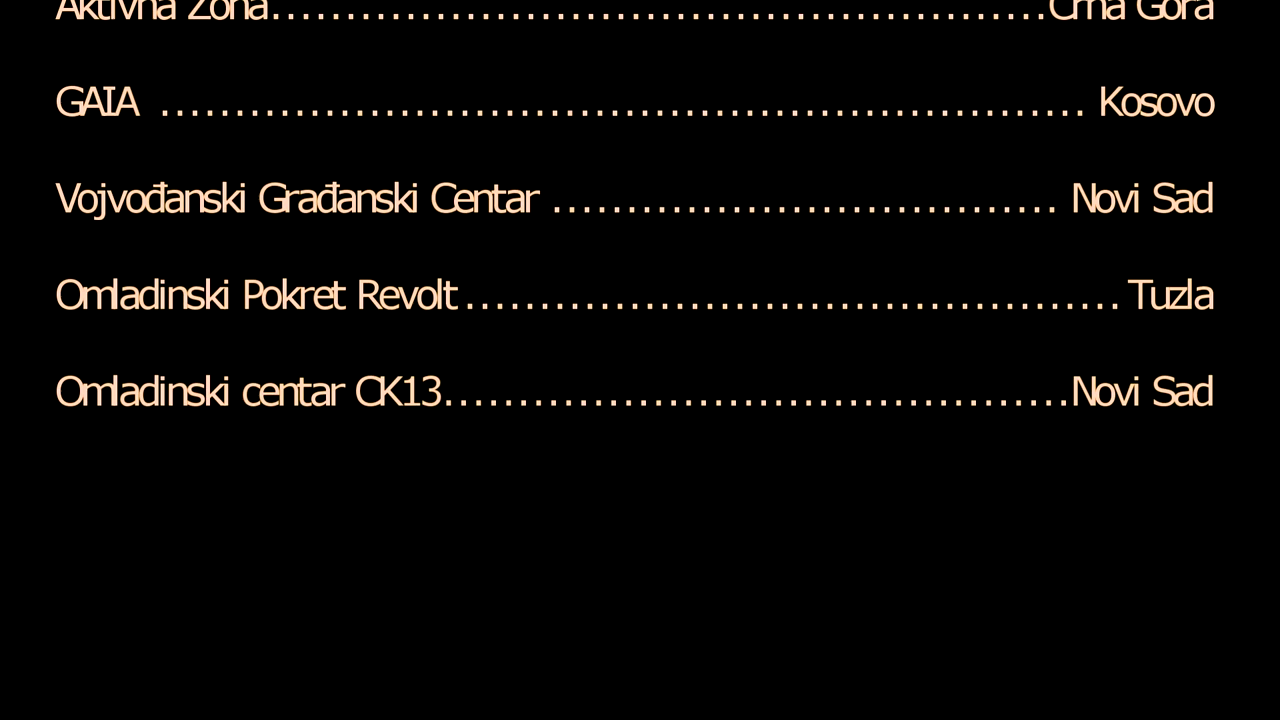 Aktivna Zona.....................................................Crna Gora
GAIA .............................................................. Kosovo
Vojvođanski Građanski Centar .................................. Novi Sad
Omladinski Pokret Revolt............................................ Tuzla
Omladinski centar CK13..........................................Novi Sad